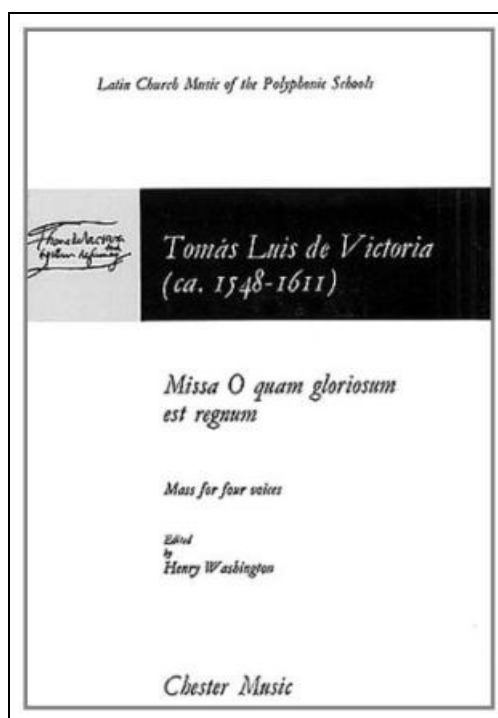 Latin Church Music of the Polyphonic Schools
Tomás Luis de Victoria
(ca. 1548-1611)
Missa O quam gloriosum
est regnum
Mass for four voices
Edited
by
Henry Washington
Chester Music